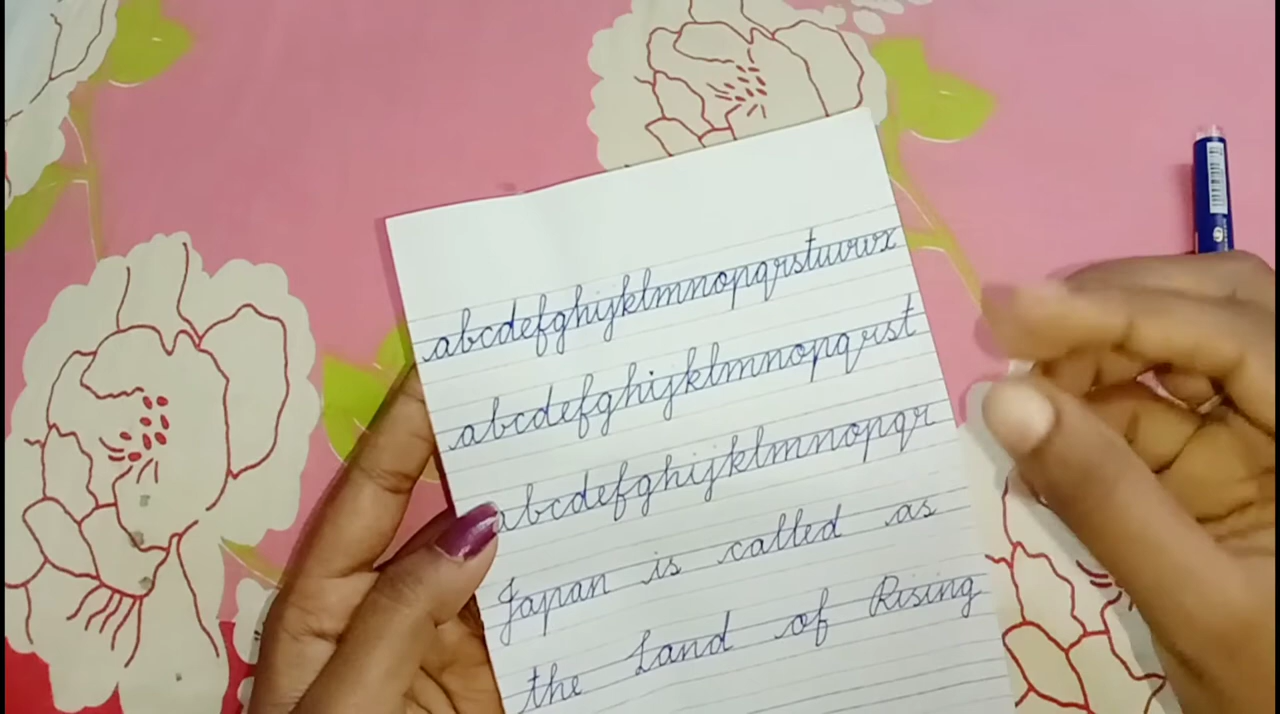 abcdefghijklmnopqrstuvwx
abcdefghijklmnopqrst
abcdefghijklmnopqr
Japan is called as
the Land of Rising